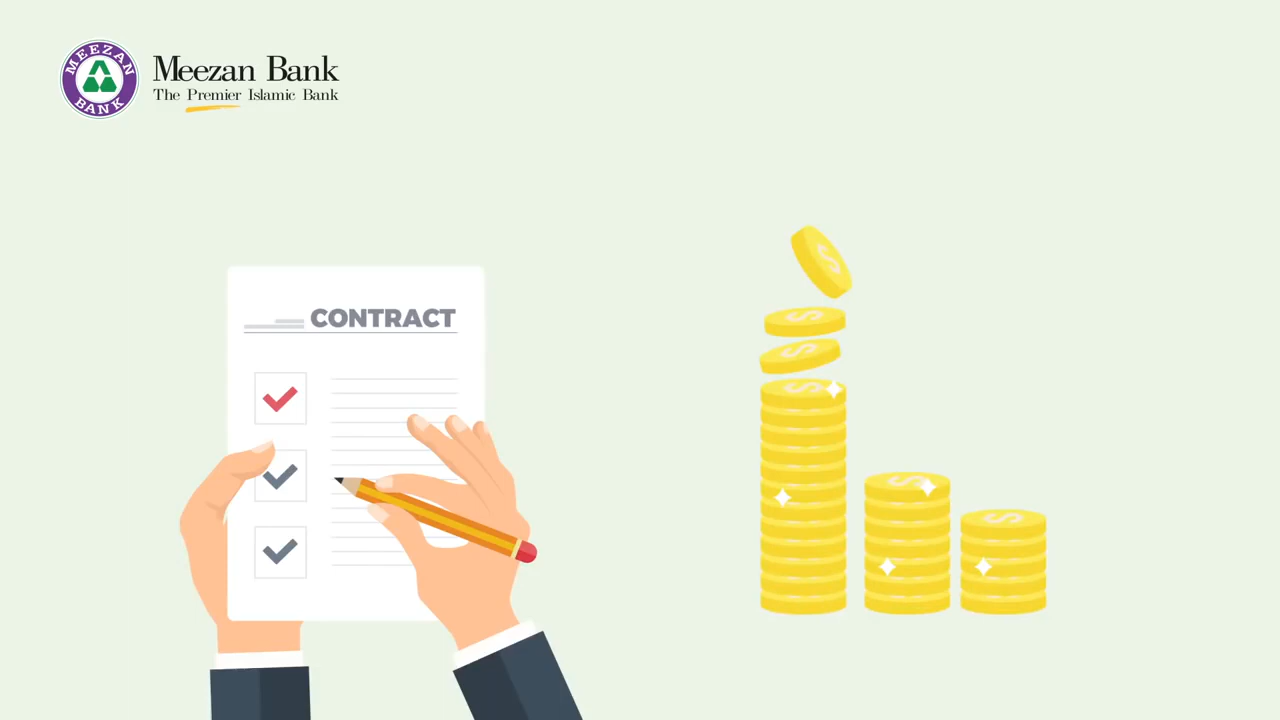 MEEZAN
BANK
Meezan Bank
The Premier Islamic Bank
CONTRACT